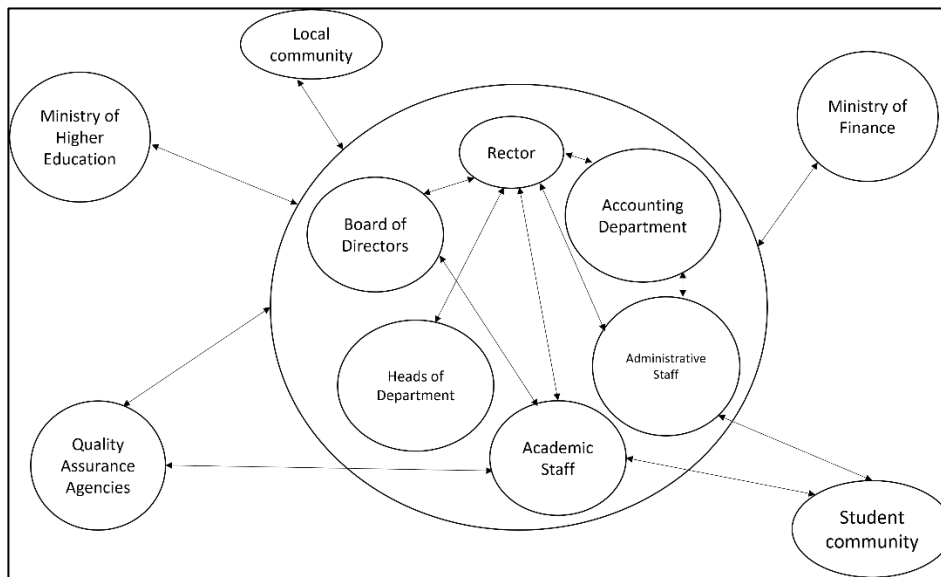 Local
community
Ministry of
Higher
Education
Ministry of
Finance
Rector
Board of
Directors
Accounting
Department
Heads of
Department
Administrative
Staff
Quality
Assurance
Agencies
Academic
Staff
Student
community